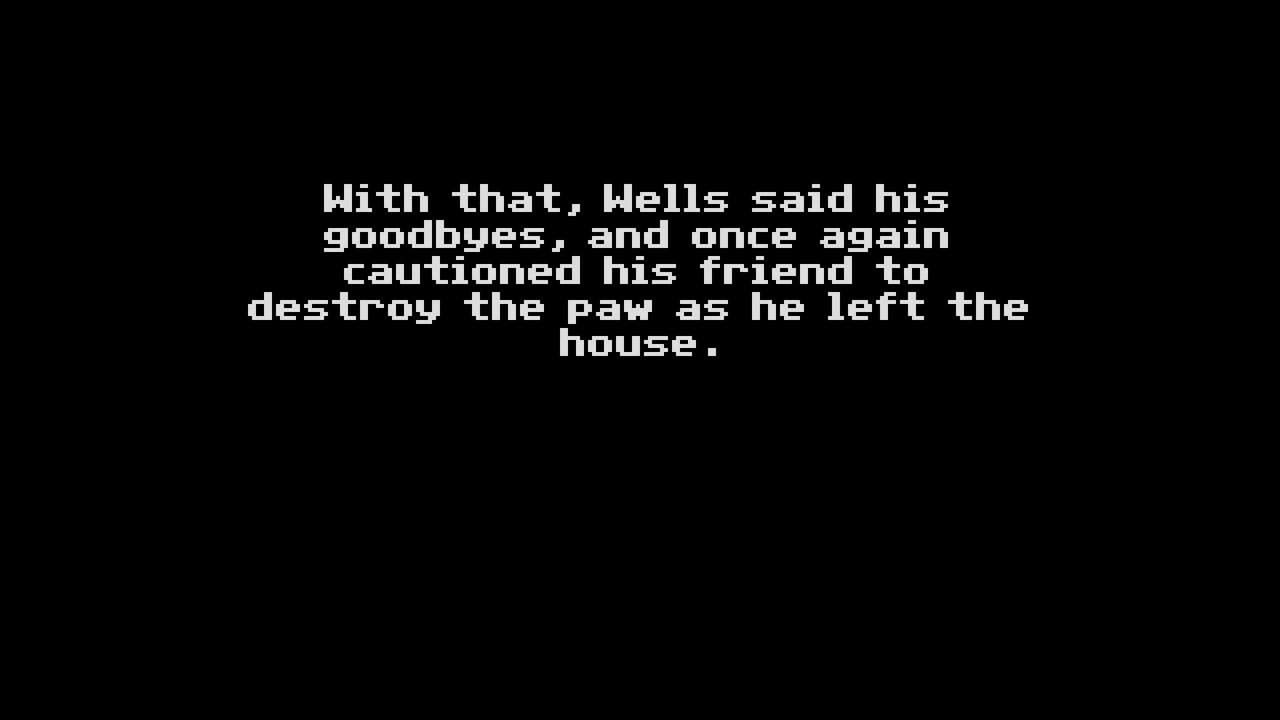 With that, Wells said his
goodbyes, and once again
cautioned his friend to
destroy the paw as he left the
house.